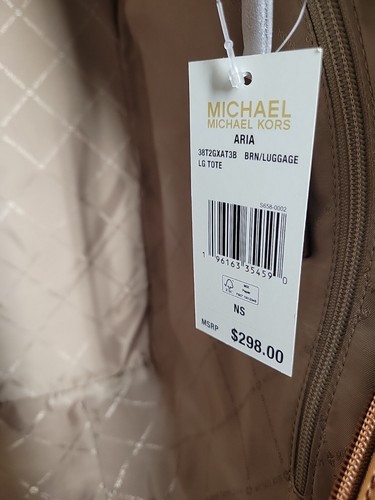 MICHAEL
MICHAEL KORS
ARIA
38T2GXAT3B BRN/LUGGAGE
LG TOTE
S658-0002
1 96163 35459 0
NS
MSRP $298.00